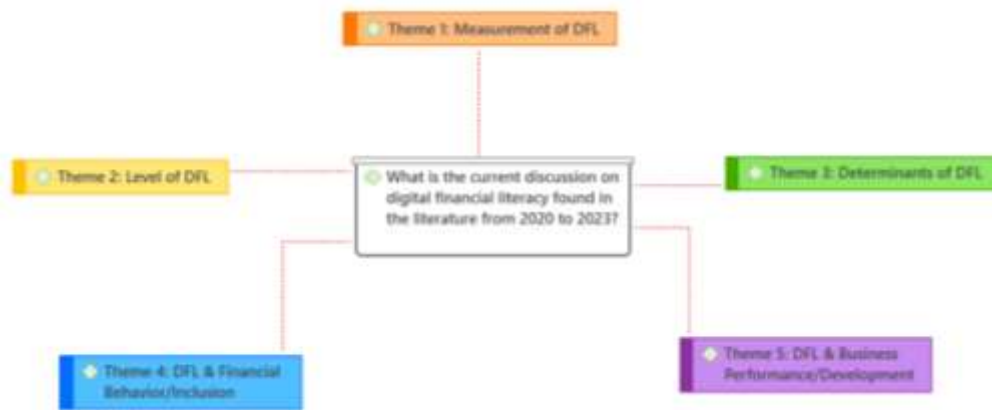 Theme 1: Measurement of DFL
Theme 2: Level of DFL
What is the current discussion on
digital financial literacy found in
the literature from 2020 to 2023?
Theme 3: Determinants of DFL
Theme 4: DFL & Financial
Behavior/Inclusion
Theme 5: DFL & Business
Performance/Development